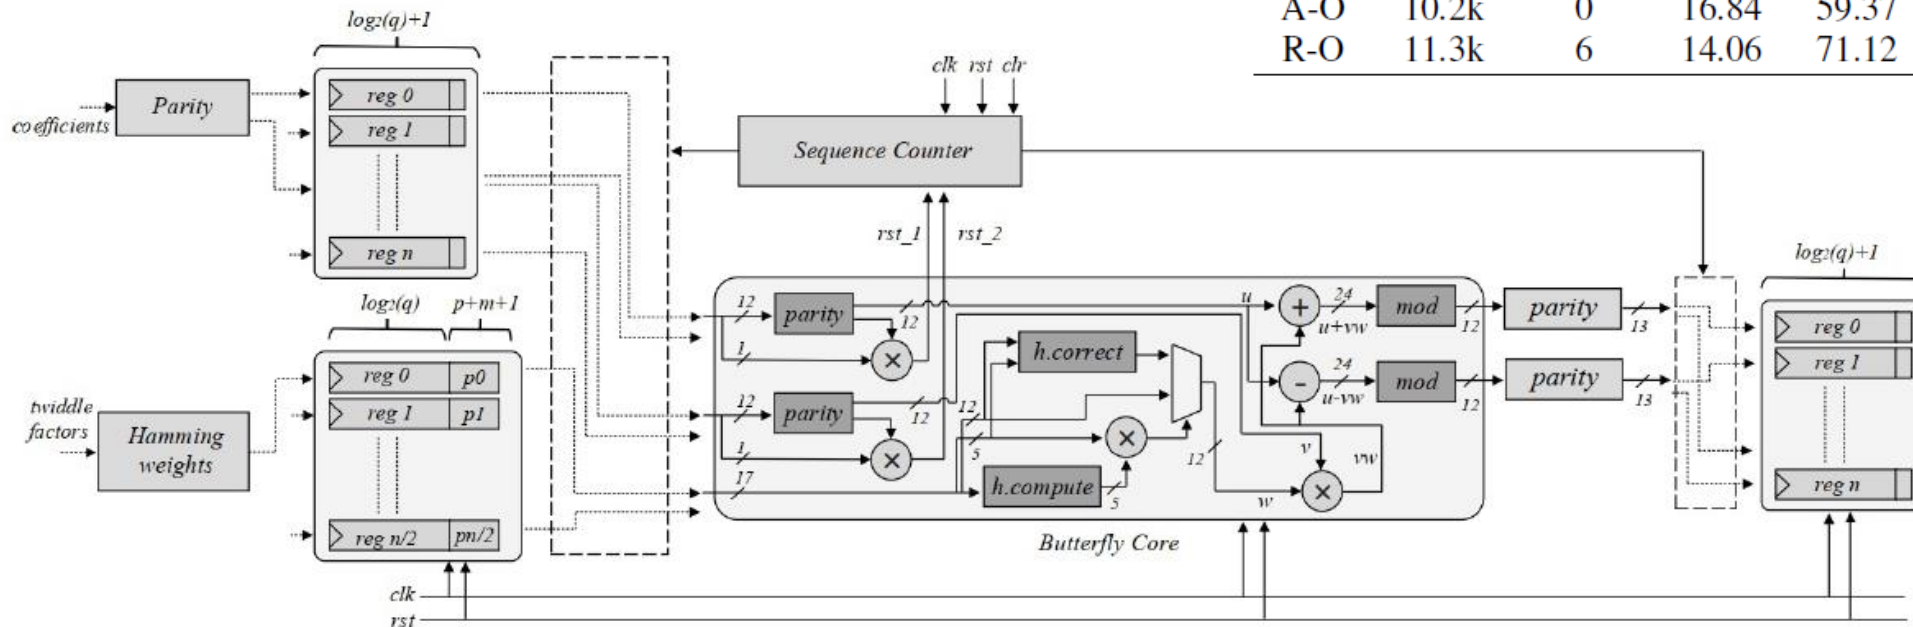 A-O 10.2k 0 16.84 59.37
R-O 11.3k 6 14.06 71.12
log₂(q)+1
coefficients
Parity
reg 0
reg 1
reg n
clk rst clr
Sequence Counter
rst_1 rst_2
log₂(q) p+m+1
twiddle
factors
Hamming
weights
reg 0 p0
reg 1 p1
reg n/2 pn/2
12
parity
12
1
×
12
parity
12
1
×
17
12
5
h.correct
h.compute
5
×
12
w
v
×
vw
u
+
24
u+vw
mod
12
parity
13
-
24
u-vw
mod
12
parity
13
Butterfly Core
log₂(q)+1
reg 0
reg 1
reg n
clk
rst